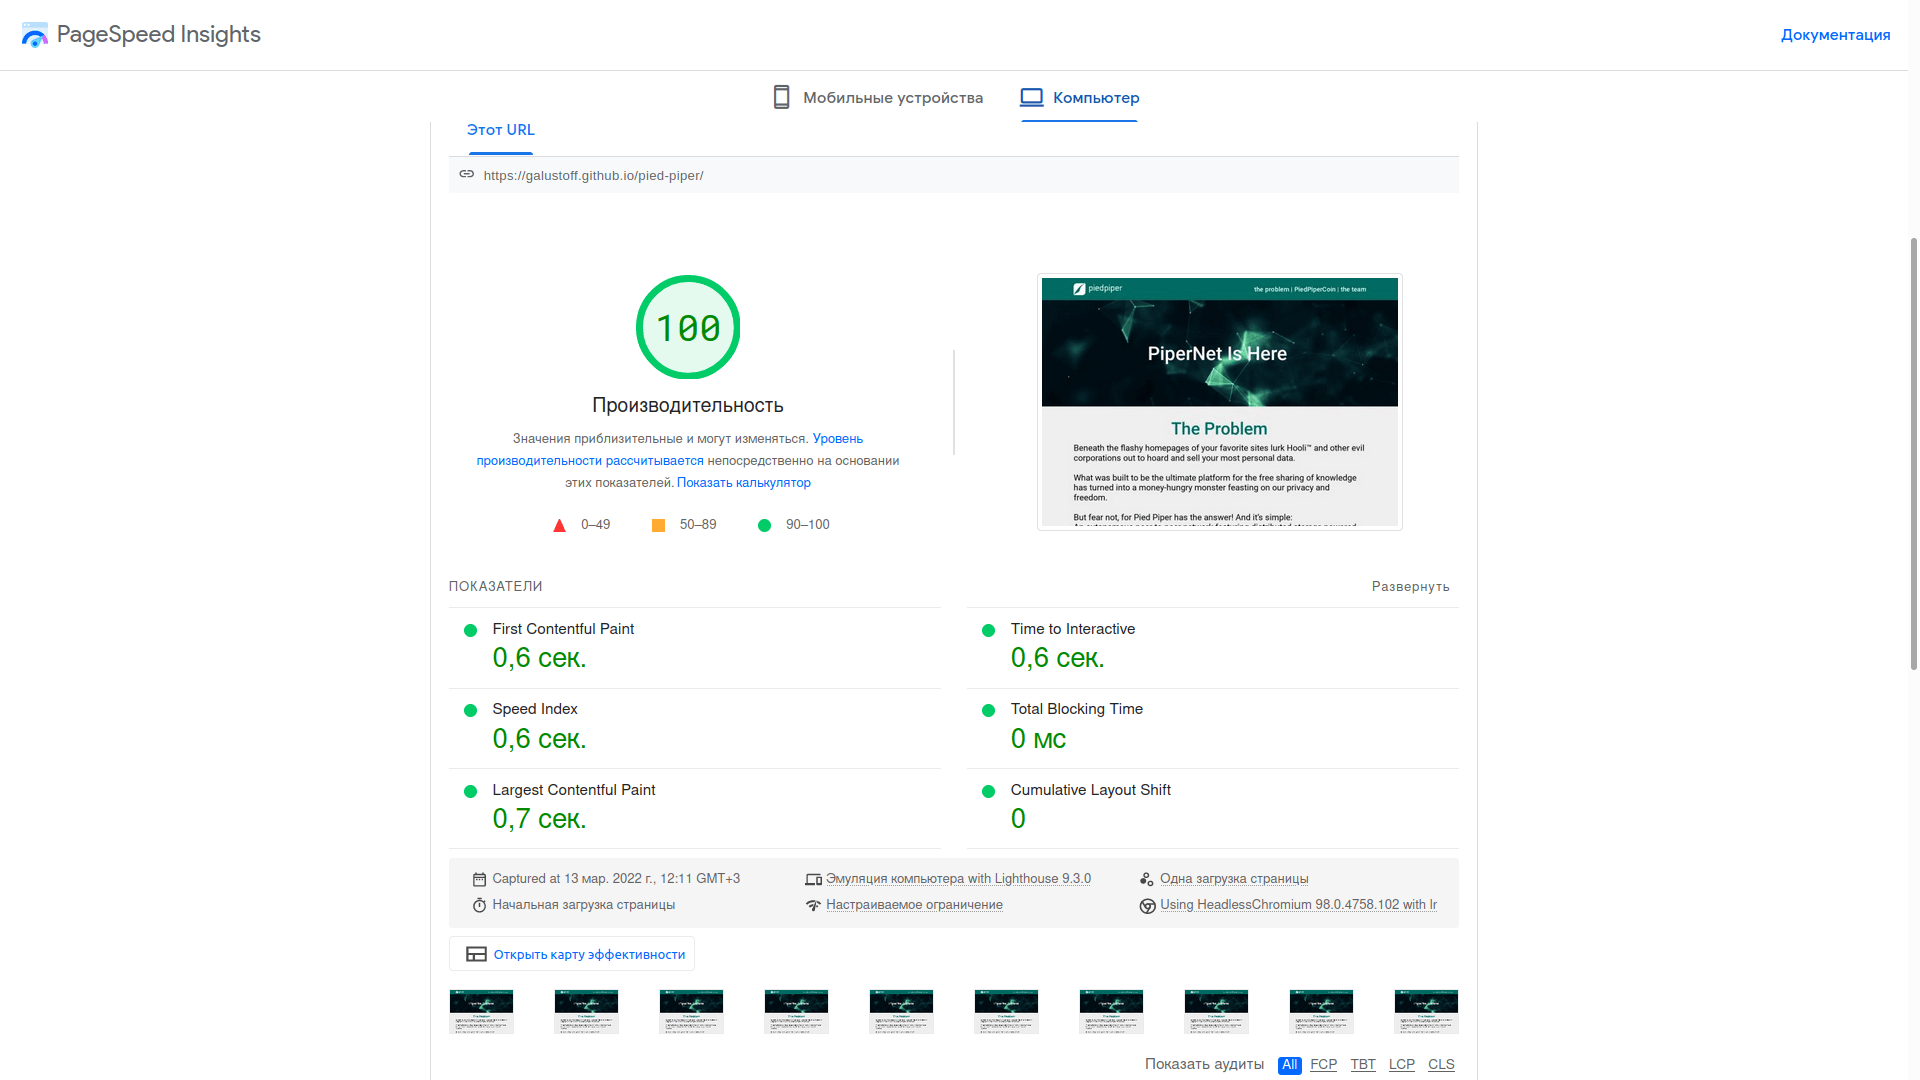 PageSpeed Insights
Документация
Мобильные устройства
Компьютер
Этот URL
https://galustoff.github.io/pied-piper/
100
Производительность
Значения приблизительные и могут изменяться. Уровень
производительности рассчитывается непосредственно на основании
этих показателей. Показать калькулятор
0–49
50–89
90–100
piedpiper
the problem | PiedPiperCoin | the team
PiperNet Is Here
The Problem
Beneath the flashy homepages of your favorite sites lurk Hooli™ and other evil
corporations out to hoard and sell your most personal data.
What was built to be the ultimate platform for the free sharing of knowledge
has turned into a money-hungry monster feasting on our privacy and
freedom.
But fear not, for Pied Piper has the answer! And it's simple:
ПОКАЗАТЕЛИ
Развернуть
First Contentful Paint
0,6 сек.
Time to Interactive
0,6 сек.
Speed Index
0,6 сек.
Total Blocking Time
0 мс
Largest Contentful Paint
0,7 сек.
Cumulative Layout Shift
0
Captured at 13 мар. 2022 г., 12:11 GMT+3
Эмуляция компьютера with Lighthouse 9.3.0
Одна загрузка страницы
Начальная загрузка страницы
Настраиваемое ограничение
Using HeadlessChromium 98.0.4758.102 with lr
Открыть карту эффективности
Показать аудиты All FCP TBT LCP CLS